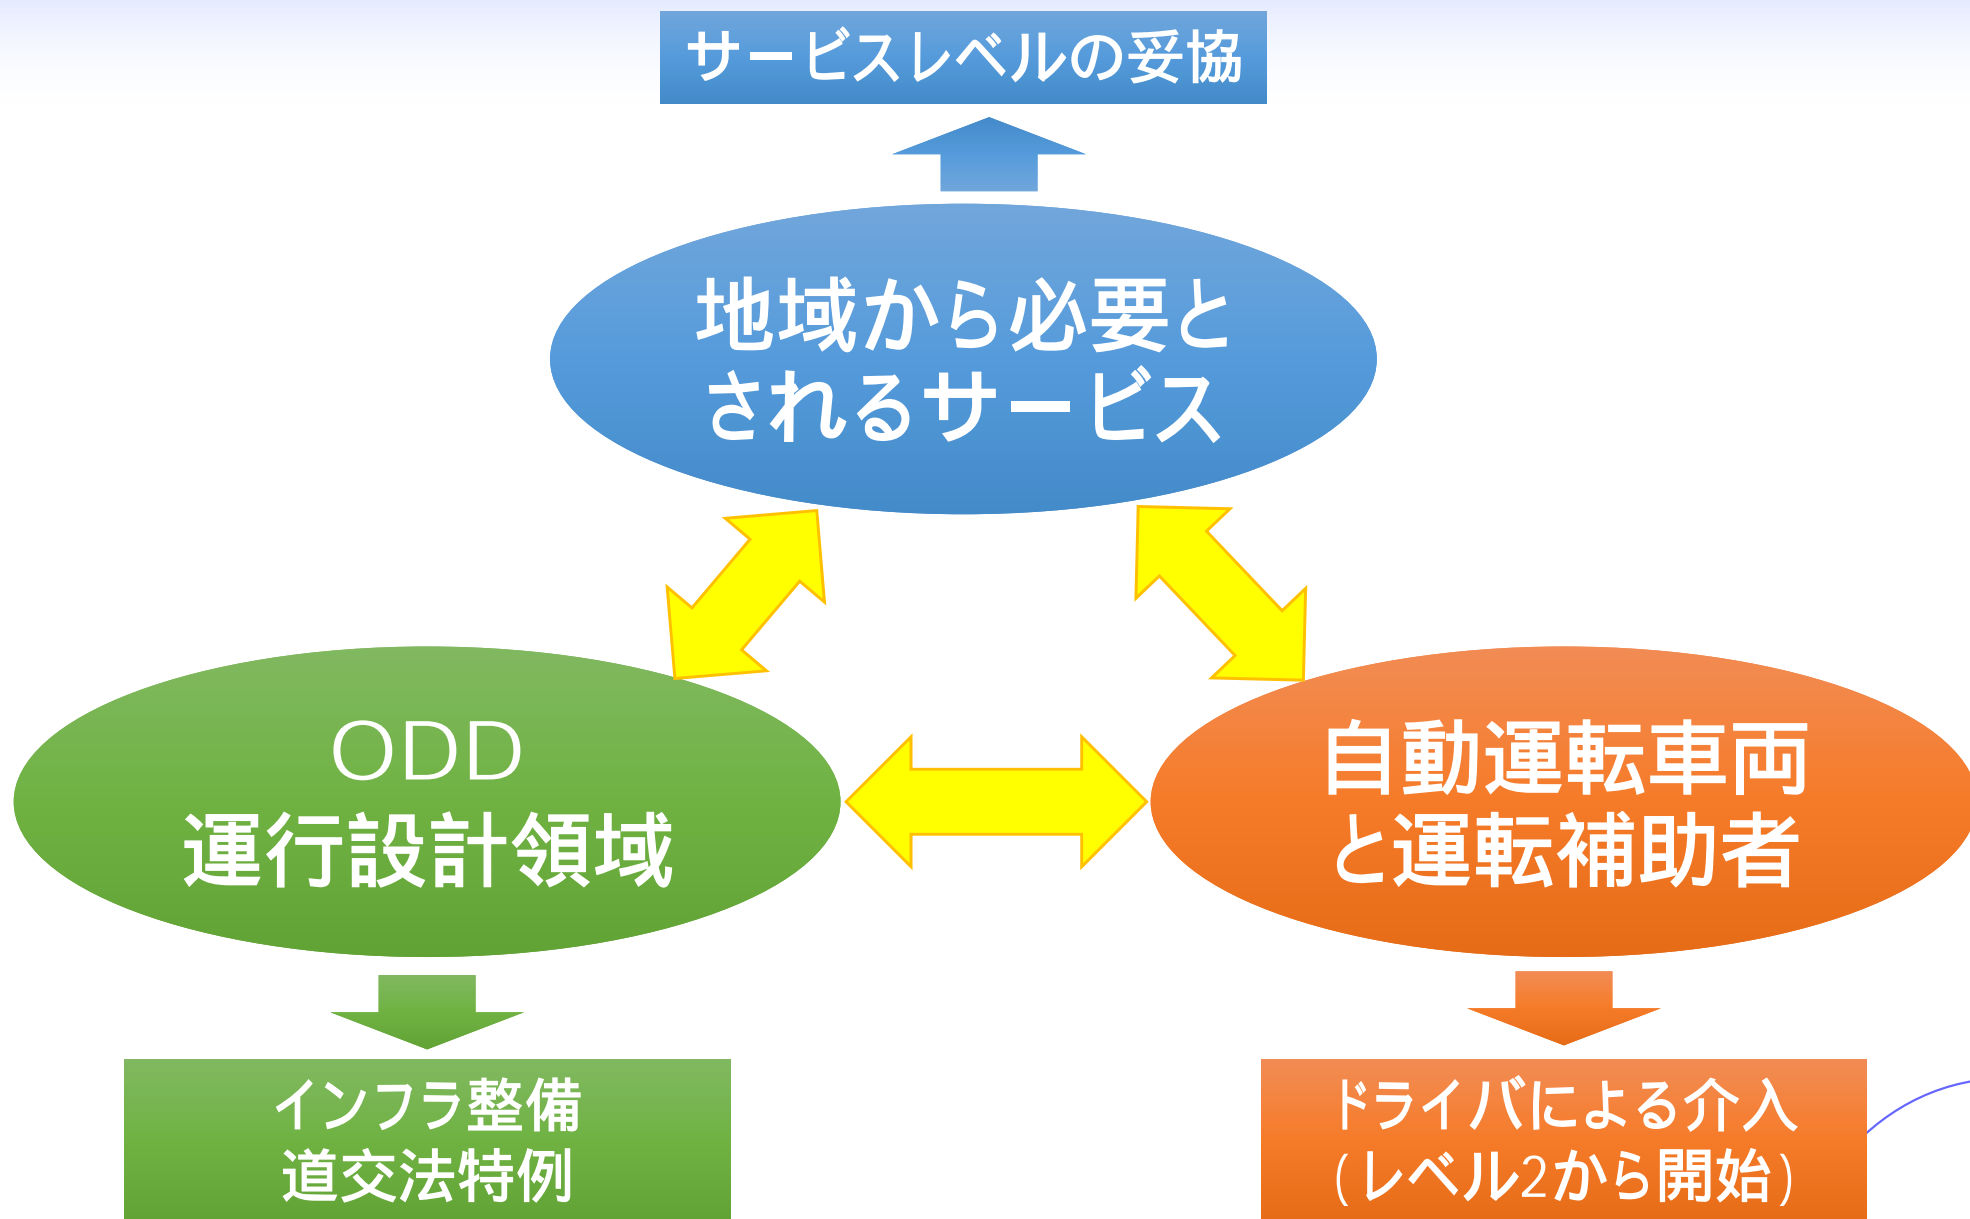 サービスレベルの妥協
地域から必要と
されるサービス
ODD
運行設計領域
自動運転車両
と運転補助者
インフラ整備
道交法特例
ドライバによる介入
(レベル2から開始)